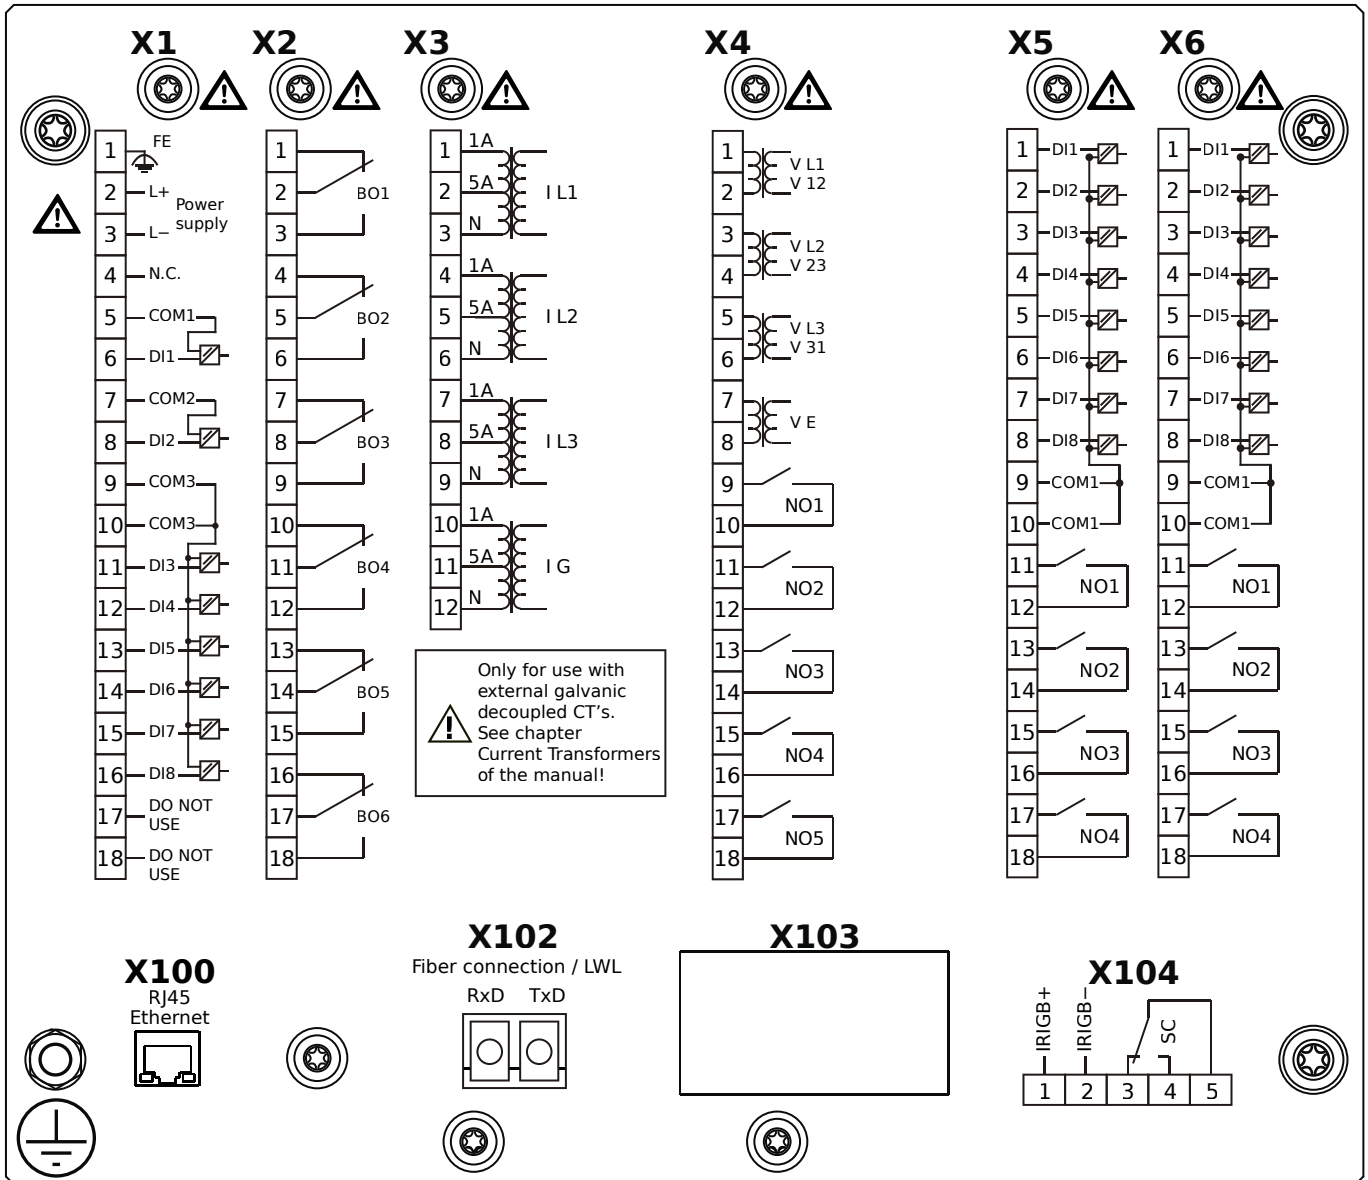 X1
1
FE
2 L+
Power
supply
3 L−
4 N.C.
5 COM1
6 DI1
7 COM2
8 DI2
9 COM3
10 COM3
11 DI3
12 DI4
13 DI5
14 DI6
15 DI7
16 DI8
17 DO NOT
USE
18 DO NOT
USE
X2
1
2 BO1
3
4
5 BO2
6
7
8 BO3
9
10
11 BO4
12
13
14 BO5
15
16
17 BO6
18
X3
1 1A
2 5A I L1
3 N
4 1A
5 5A I L2
6 N
7 1A
8 5A I L3
9 N
10 1A
11 5A I G
12 N
Only for use with
external galvanic
decoupled CT's.
See chapter
Current Transformers
of the manual!
X4
1 V L1
2 V 12
3 V L2
4 V 23
5 V L3
6 V 31
7
V E
8
9
NO1
10
11
NO2
12
13
NO3
14
15
NO4
16
17
NO5
18
X5
1 DI1
2 DI2
3 DI3
4 DI4
5 DI5
6 DI6
7 DI7
8 DI8
9 COM1
10 COM1
11
NO1
12
13
NO2
14
15
NO3
16
17
NO4
18
X6
1 DI1
2 DI2
3 DI3
4 DI4
5 DI5
6 DI6
7 DI7
8 DI8
9 COM1
10 COM1
11
NO1
12
13
NO2
14
15
NO3
16
17
NO4
18
X100
RJ45
Ethernet
X102
Fiber connection / LWL
RxD TxD
X103
X104
IRIGB+
IRIGB−
SC
1 2 3 4 5